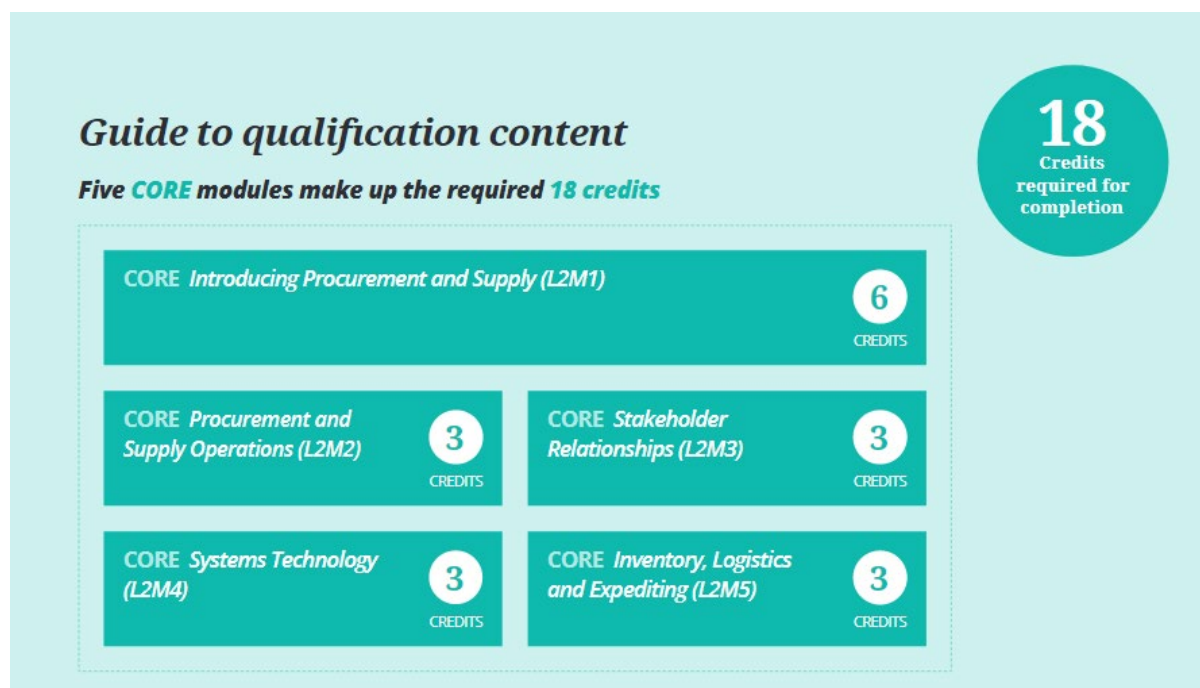 Guide to qualification content
Five CORE modules make up the required 18 credits
18
Credits
required for
completion
CORE Introducing Procurement and Supply (L2M1)
6
CREDITS
CORE Procurement and
Supply Operations (L2M2)
3
CREDITS
CORE Stakeholder
Relationships (L2M3)
3
CREDITS
CORE Systems Technology
(L2M4)
3
CREDITS
CORE Inventory, Logistics
and Expediting (L2M5)
3
CREDITS